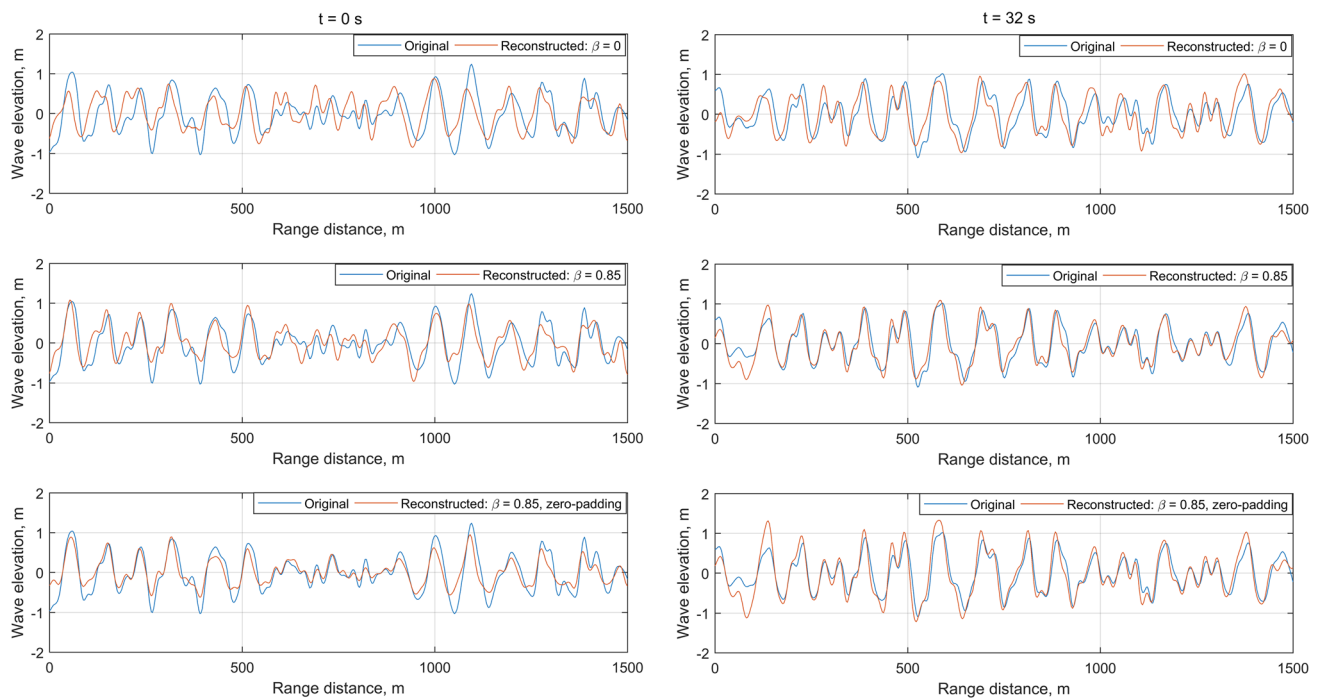 t = 0 s
Original Reconstructed: β = 0
Wave elevation, m
2
1
0
-1
-2
0 500 1000 1500
Range distance, m
t = 32 s
Original Reconstructed: β = 0
Wave elevation, m
2
1
0
-1
-2
0 500 1000 1500
Range distance, m
Original Reconstructed: β = 0.85
Wave elevation, m
2
1
0
-1
-2
0 500 1000 1500
Range distance, m
Original Reconstructed: β = 0.85
Wave elevation, m
2
1
0
-1
-2
0 500 1000 1500
Range distance, m
Original Reconstructed: β = 0.85, zero-padding
Wave elevation, m
2
1
0
-1
-2
0 500 1000 1500
Range distance, m
Original Reconstructed: β = 0.85, zero-padding
Wave elevation, m
2
1
0
-1
-2
0 500 1000 1500
Range distance, m